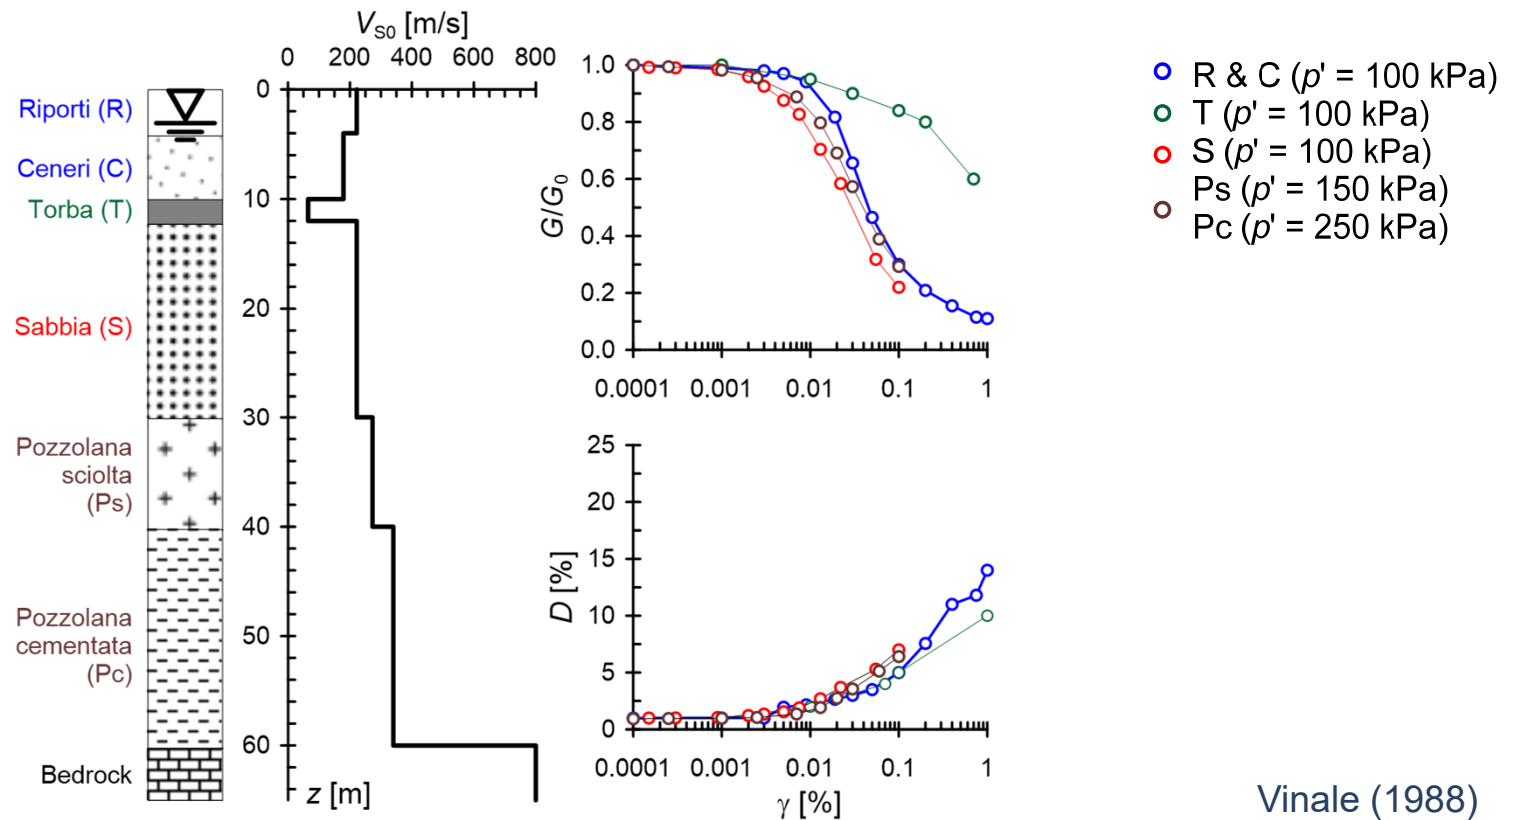 V_S0 [m/s]
0 200 400 600 800
0
10
20
30
40
50
60
z [m]
Riporti (R)
Ceneri (C)
Torba (T)
Sabbia (S)
Pozzolana
sciolta
(Ps)
Pozzolana
cementata
(Pc)
Bedrock
G/G_0
1.0
0.8
0.6
0.4
0.2
0.0
0.0001 0.001 0.01 0.1 1
D [%]
25
20
15
10
5
0
0.0001 0.001 0.01 0.1 1
γ [%]
R & C (p' = 100 kPa)
T (p' = 100 kPa)
S (p' = 100 kPa)
Ps (p' = 150 kPa)
Pc (p' = 250 kPa)
Vinale (1988)